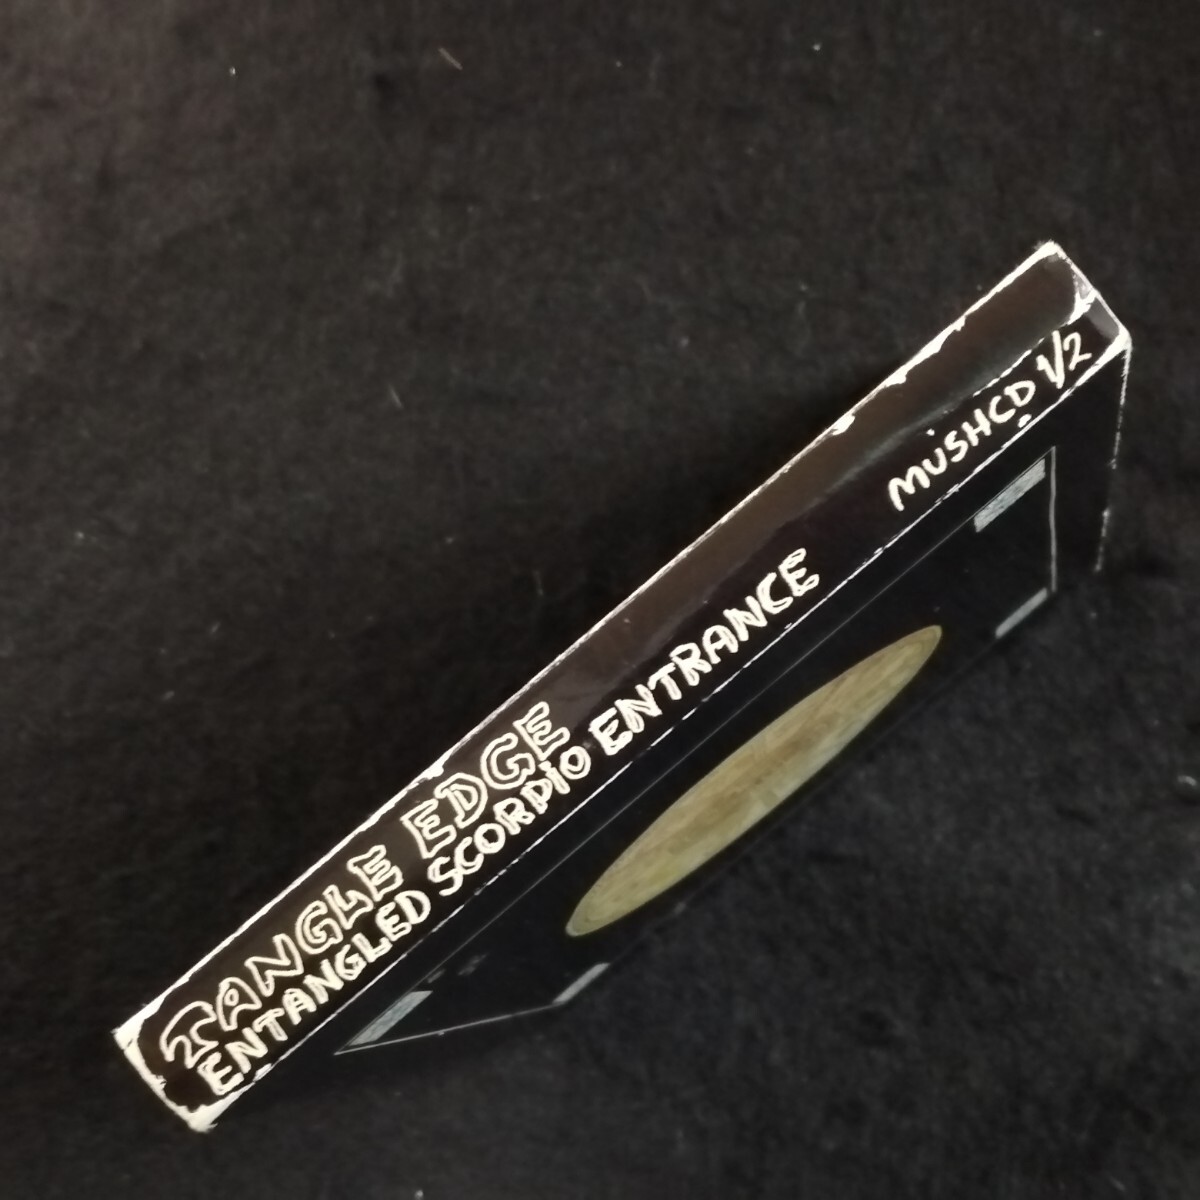 TANGLE EDGE
ENTANGLED SCORPIO ENTRANCE
MUSHCD 1/2